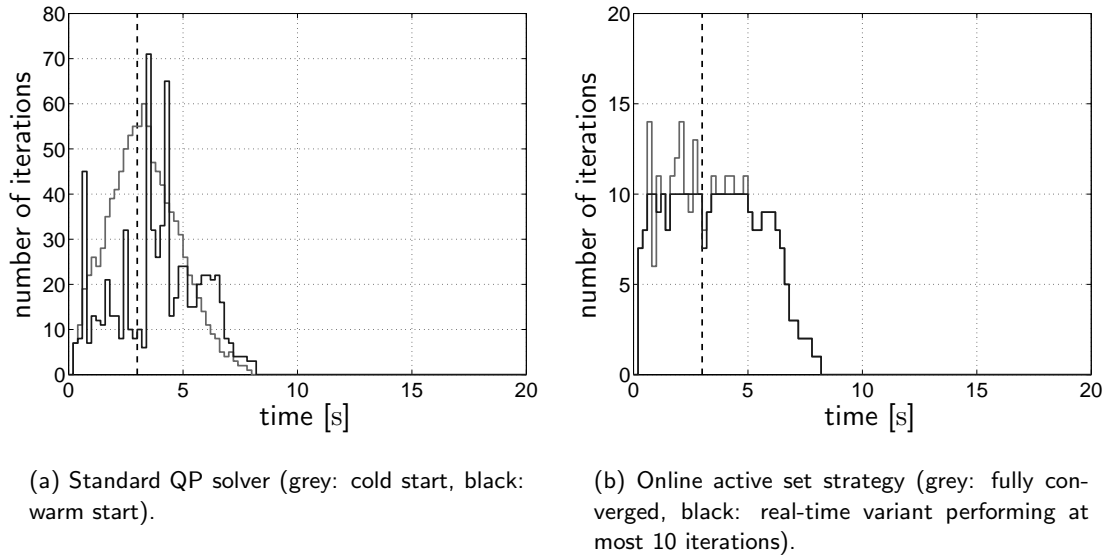 80
70
60
50
40
30
20
10
0
number of iterations
0 5 10 15 20
time [s]
(a) Standard QP solver (grey: cold start, black:
warm start).
20
15
10
5
0
number of iterations
0 5 10 15 20
time [s]
(b) Online active set strategy (grey: fully con-
verged, black: real-time variant performing at
most 10 iterations).